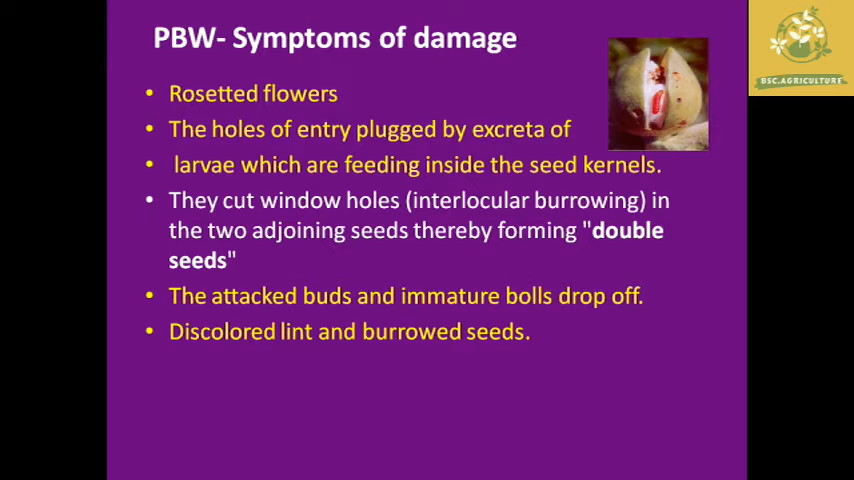 PBW- Symptoms of damage
BSC.AGRICULTURE
• Rosetted flowers
• The holes of entry plugged by excreta of
• larvae which are feeding inside the seed kernels.
• They cut window holes (interlocular burrowing) in
the two adjoining seeds thereby forming "double
seeds"
• The attacked buds and immature bolls drop off.
• Discolored lint and burrowed seeds.